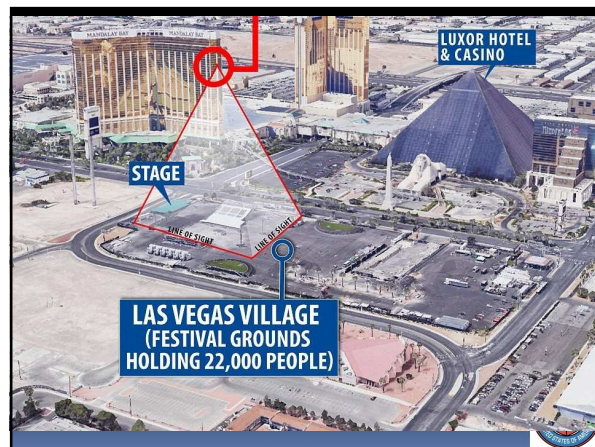 MANDALAY BAY MANDALAY BAY
LUXOR HOTEL
& CASINO
STAGE
LINE OF SIGHT
LINE OF SIGHT
LAS VEGAS VILLAGE
(FESTIVAL GROUNDS
HOLDING 22,000 PEOPLE)